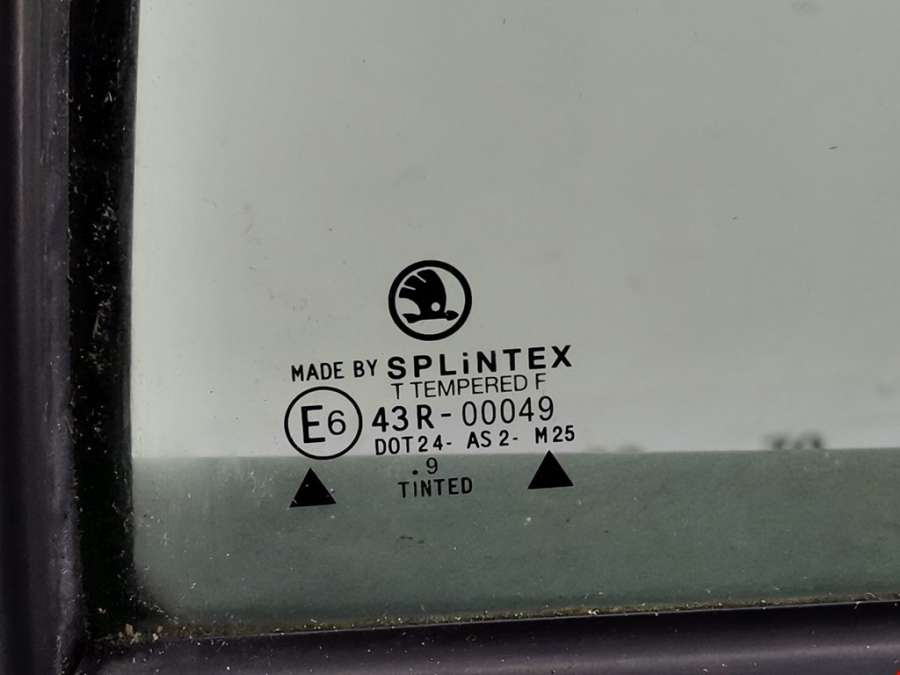 MADE BY SPLiNTEX
T TEMPERED F
E6 43R-00049
DOT24- AS2- M25
.9
TINTED